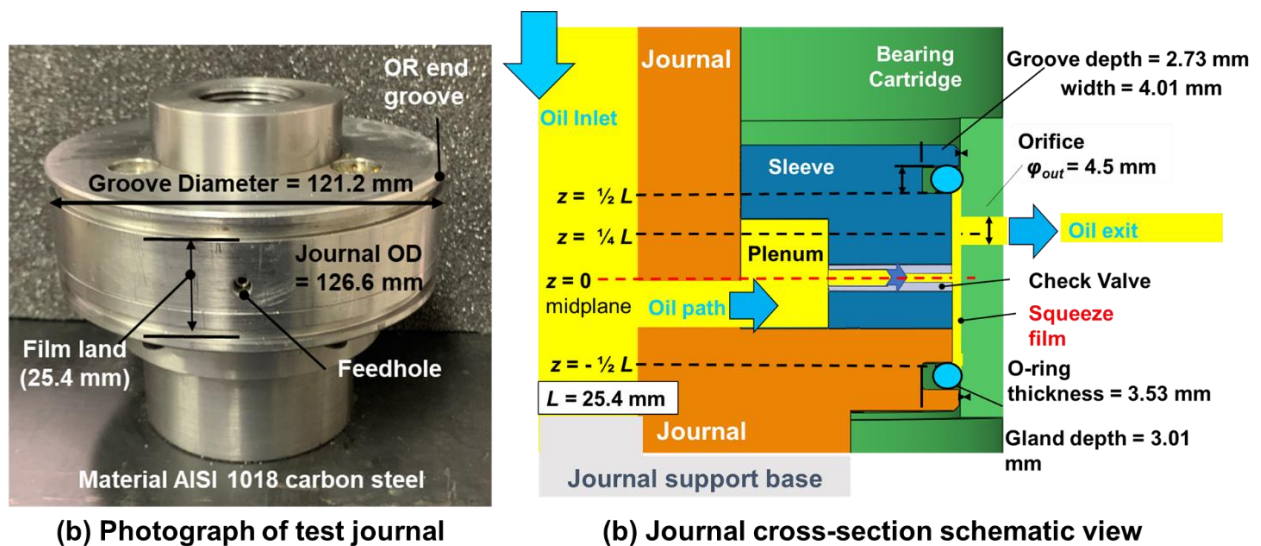 OR end
groove
Groove Diameter = 121.2 mm
Journal OD
= 126.6 mm
Film land
(25.4 mm)
Feedhole
Material AISI 1018 carbon steel
(b) Photograph of test journal
Journal
Bearing
Cartridge
Groove depth = 2.73 mm
width = 4.01 mm
Oil Inlet
Orifice
φout = 4.5 mm
Sleeve
z = ½ L
z = ¼ L
Oil exit
Plenum
z = 0
midplane
Oil path
Check Valve
Squeeze
film
z = - ½ L
O-ring
thickness = 3.53 mm
L = 25.4 mm
Journal
Gland depth = 3.01
mm
Journal support base
(b) Journal cross-section schematic view